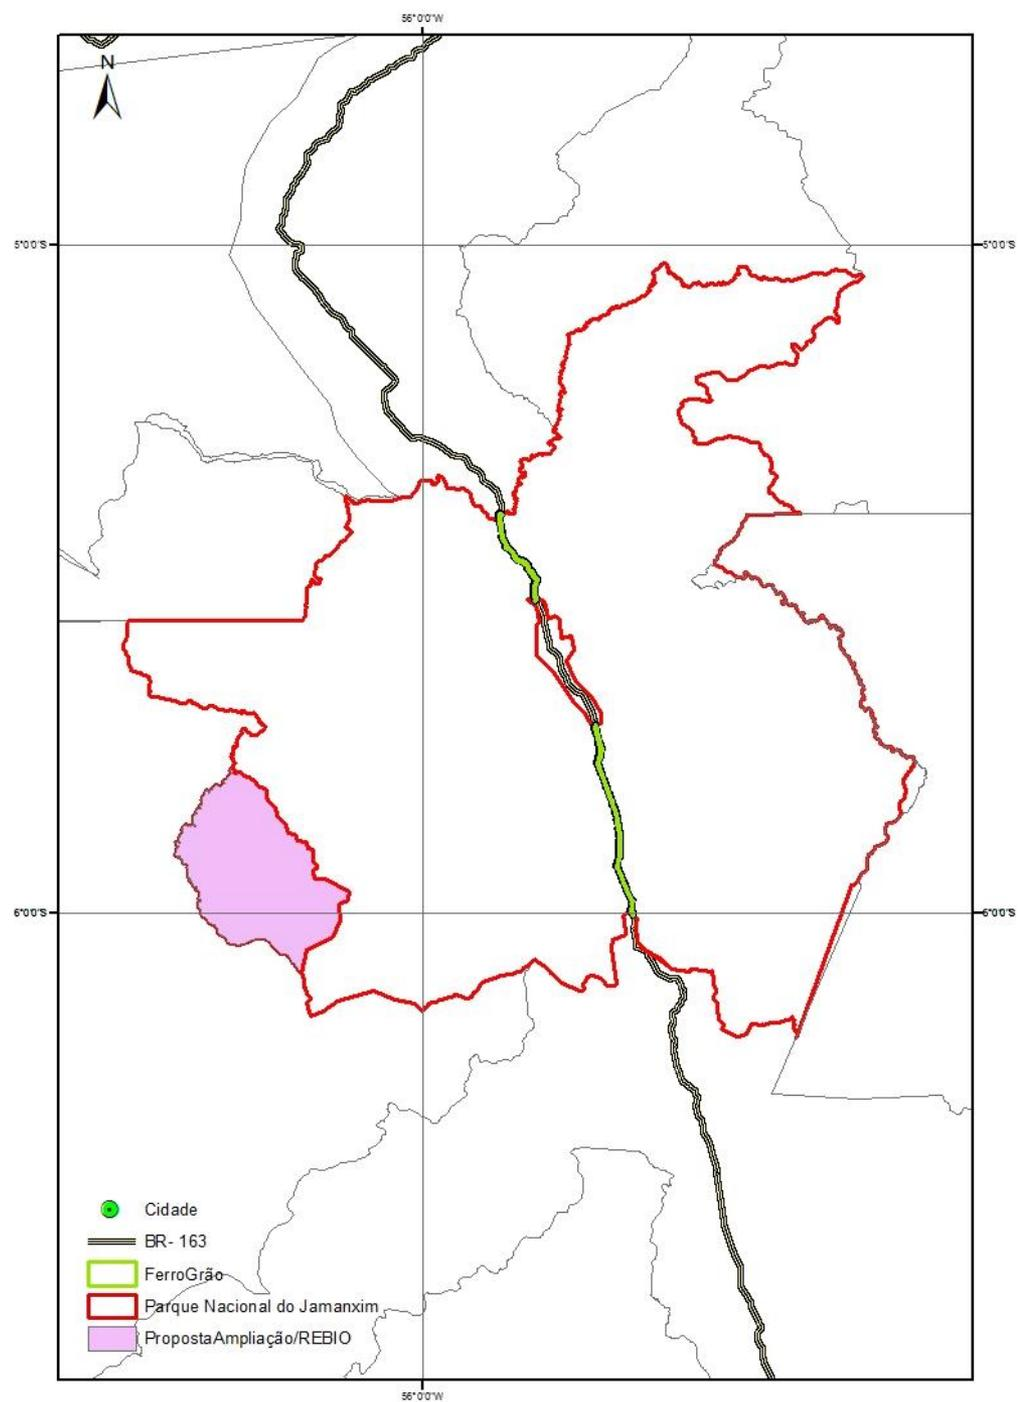 56°0'0"W
N
5°0'0"S
5°0'0"S
6°0'0"S
6°0'0"S
Cidade
BR- 163
FerroGrão
Parque Nacional do Jamanxim
PropostaAmpliação/REBIO
56°0'0"W